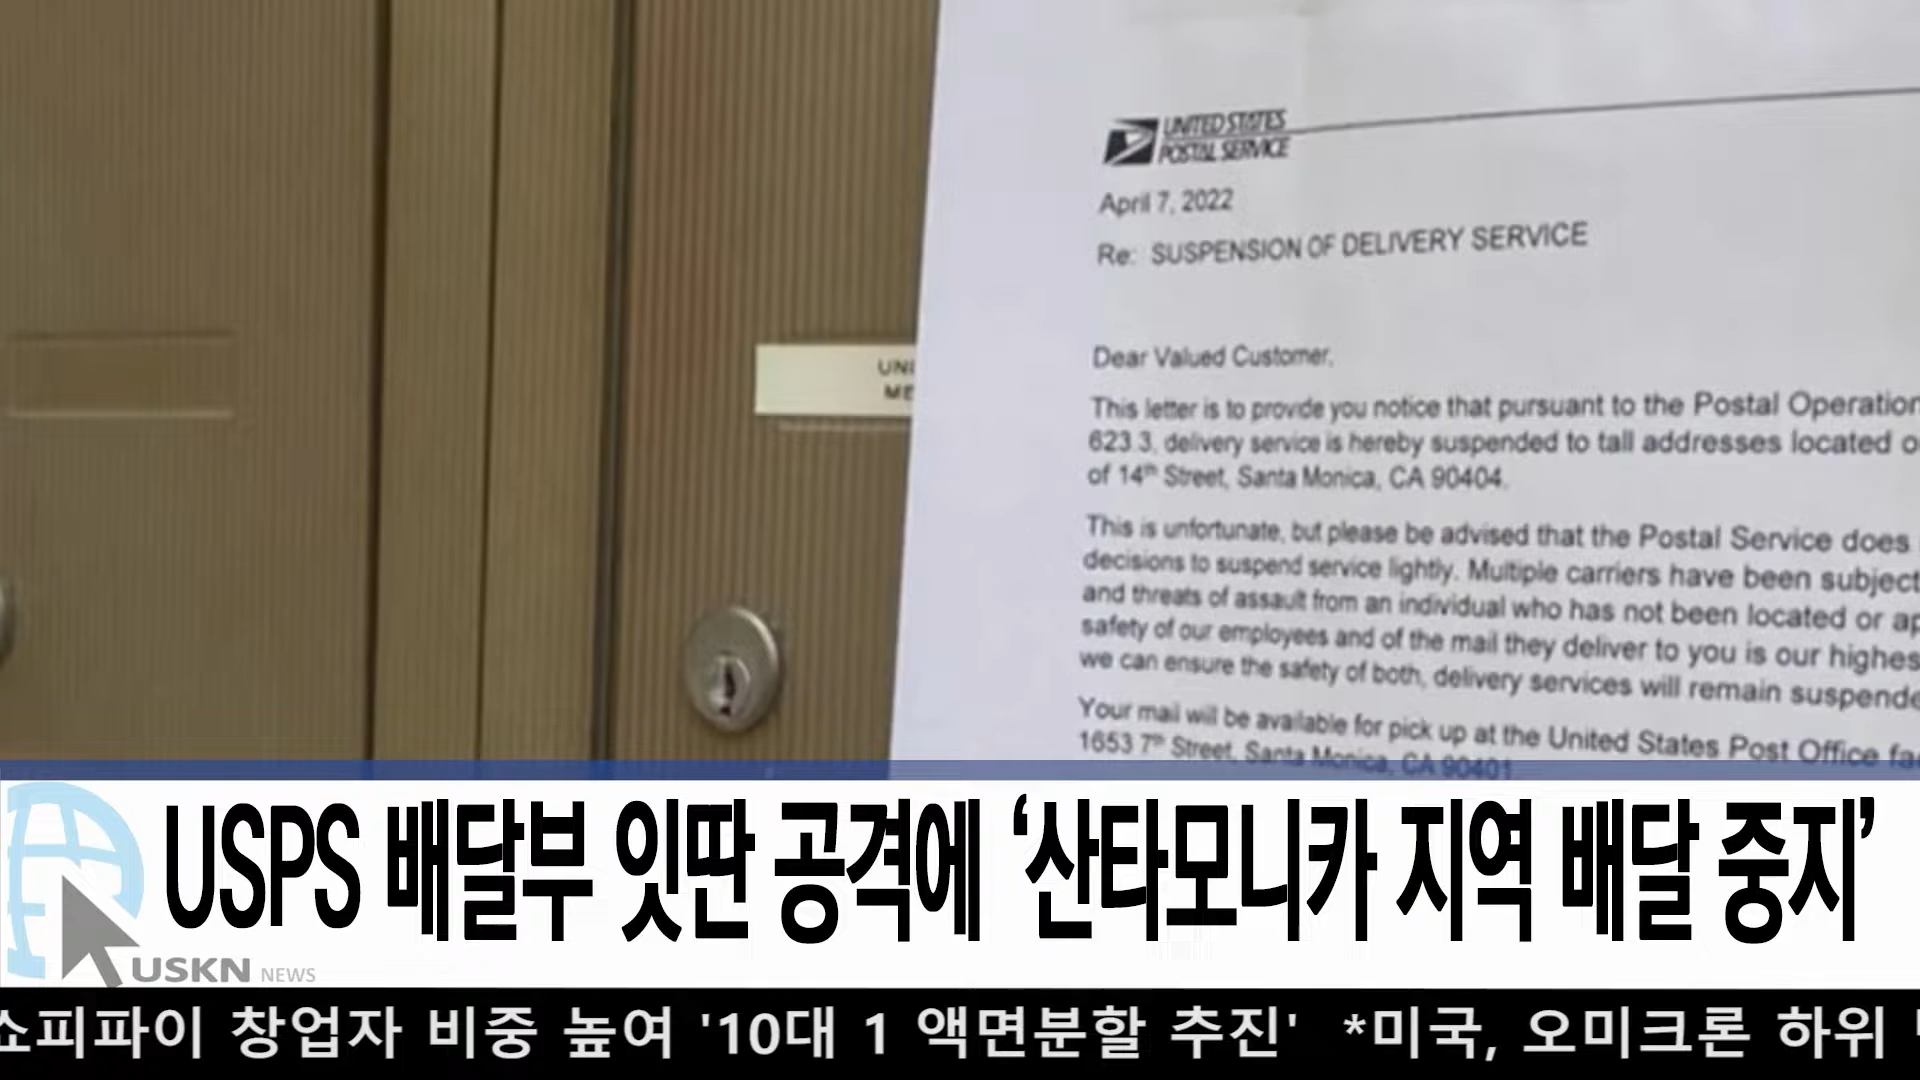 UNITED STATES
POSTAL SERVICE
April 7, 2022
Re: SUSPENSION OF DELIVERY SERVICE
Dear Valued Customer,
This letter is to provide you notice that pursuant to the Postal Operation
623.3, delivery service is hereby suspended to tall addresses located
of 14th Street, Santa Monica, CA 90404.
This is unfortunate, but please be advised that the Postal Service does
decisions to suspend service lightly. Multiple carriers have been subject
and threats of assault from an individual who has not been located or
safety of our employees and of the mail they deliver to you is our highes
we can ensure the safety of both, delivery services will remain suspende
Your mail will be available for pick up at the United States Post Office
1653 7th Street, Santa Monica, CA 90401
UN
ME
USPS 배달부 잇딴 공격에 ‘산타모니카 지역 배달 중지’
USKN NEWS
쇼피파이 창업자 비중 높여 '10대 1 액면분할 추진' *미국, 오미크론 하위